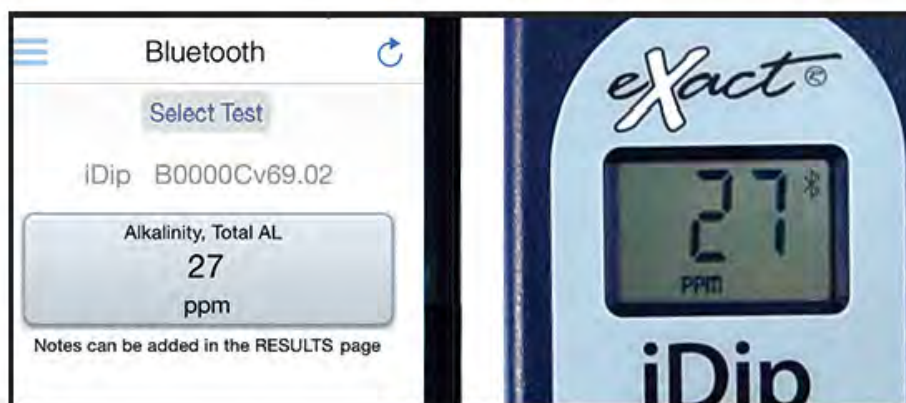 Bluetooth
Select Test
iDip B0000Cv69.02
Alkalinity, Total AL
27
ppm
Notes can be added in the RESULTS page
eXact®
27
PPM
iDip